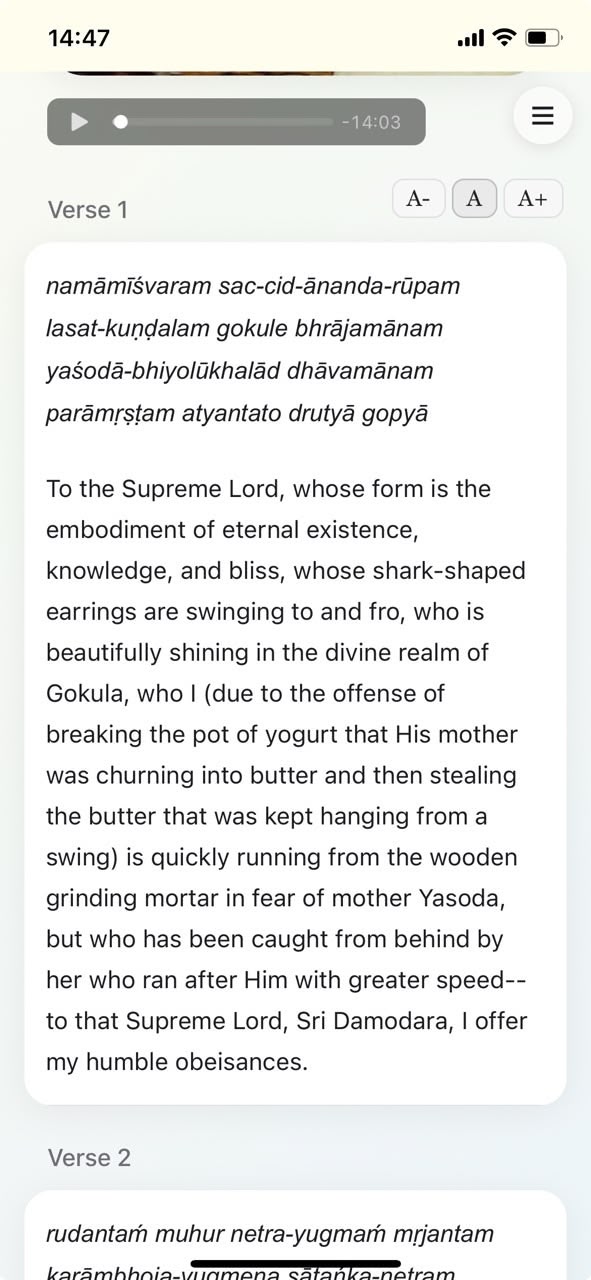 14:47
-14:03
Verse 1
A- A A+
namāmīśvaram sac-cid-ānanda-rūpam
lasat-kuṇḍalam gokule bhrājamānam
yaśodā-bhiyolūkhalād dhāvamānam
parāmṛṣṭam atyantato drutyā gopyā
To the Supreme Lord, whose form is the
embodiment of eternal existence,
knowledge, and bliss, whose shark-shaped
earrings are swinging to and fro, who is
beautifully shining in the divine realm of
Gokula, who I (due to the offense of
breaking the pot of yogurt that His mother
was churning into butter and then stealing
the butter that was kept hanging from a
swing) is quickly running from the wooden
grinding mortar in fear of mother Yasoda,
but who has been caught from behind by
her who ran after Him with greater speed--
to that Supreme Lord, Sri Damodara, I offer
my humble obeisances.
Verse 2
rudantaḿ muhur netra-yugmaḿ mṛjantam
karāmbhoja-yugmena sātańka-netram